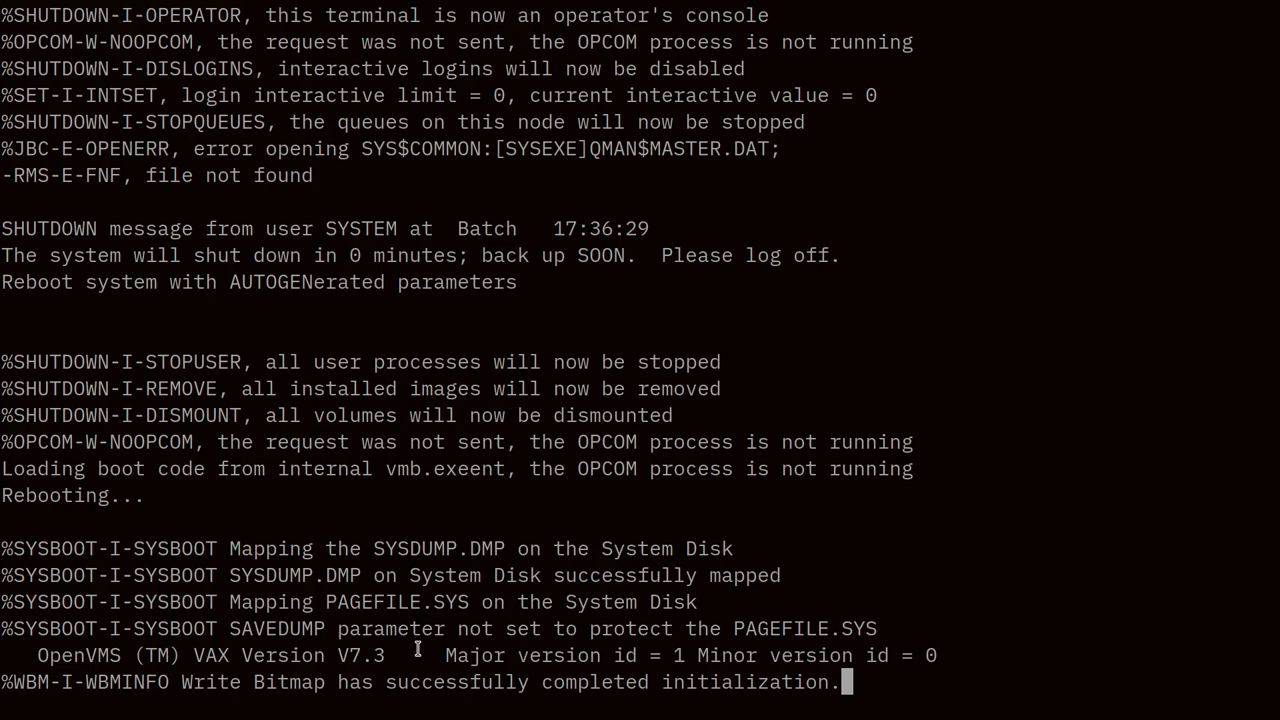 %SHUTDOWN-I-OPERATOR, this terminal is now an operator's console
%OPCOM-W-NOOPCOM, the request was not sent, the OPCOM process is not running
%SHUTDOWN-I-DISLOGINS, interactive logins will now be disabled
%SET-I-INTSET, login interactive limit = 0, current interactive value = 0
%SHUTDOWN-I-STOPQUEUES, the queues on this node will now be stopped
%JBC-E-OPENERR, error opening SYS$COMMON:[SYSEXE]QMAN$MASTER.DAT;
-RMS-E-FNF, file not found
SHUTDOWN message from user SYSTEM at  Batch   17:36:29
The system will shut down in 0 minutes; back up SOON.  Please log off.
Reboot system with AUTOGENerated parameters
%SHUTDOWN-I-STOPUSER, all user processes will now be stopped
%SHUTDOWN-I-REMOVE, all installed images will now be removed
%SHUTDOWN-I-DISMOUNT, all volumes will now be dismounted
%OPCOM-W-NOOPCOM, the request was not sent, the OPCOM process is not running
Loading boot code from internal vmb.exeent, the OPCOM process is not running
Rebooting...
%SYSBOOT-I-SYSBOOT Mapping the SYSDUMP.DMP on the System Disk
%SYSBOOT-I-SYSBOOT SYSDUMP.DMP on System Disk successfully mapped
%SYSBOOT-I-SYSBOOT Mapping PAGEFILE.SYS on the System Disk
%SYSBOOT-I-SYSBOOT SAVEDUMP parameter not set to protect the PAGEFILE.SYS
   OpenVMS (TM) VAX Version V7.3     Major version id = 1 Minor version id = 0
%WBM-I-WBMINFO Write Bitmap has successfully completed initialization.